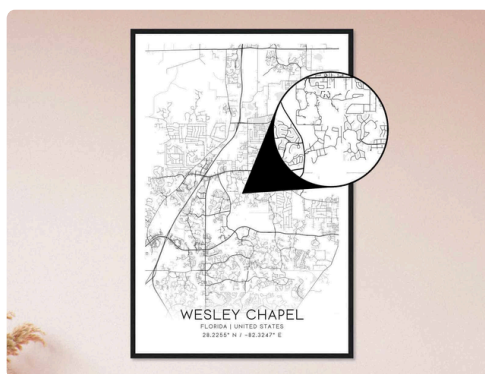 WESLEY CHAPEL
FLORIDA | UNITED STATES
28.2255° N / -82.3247° E